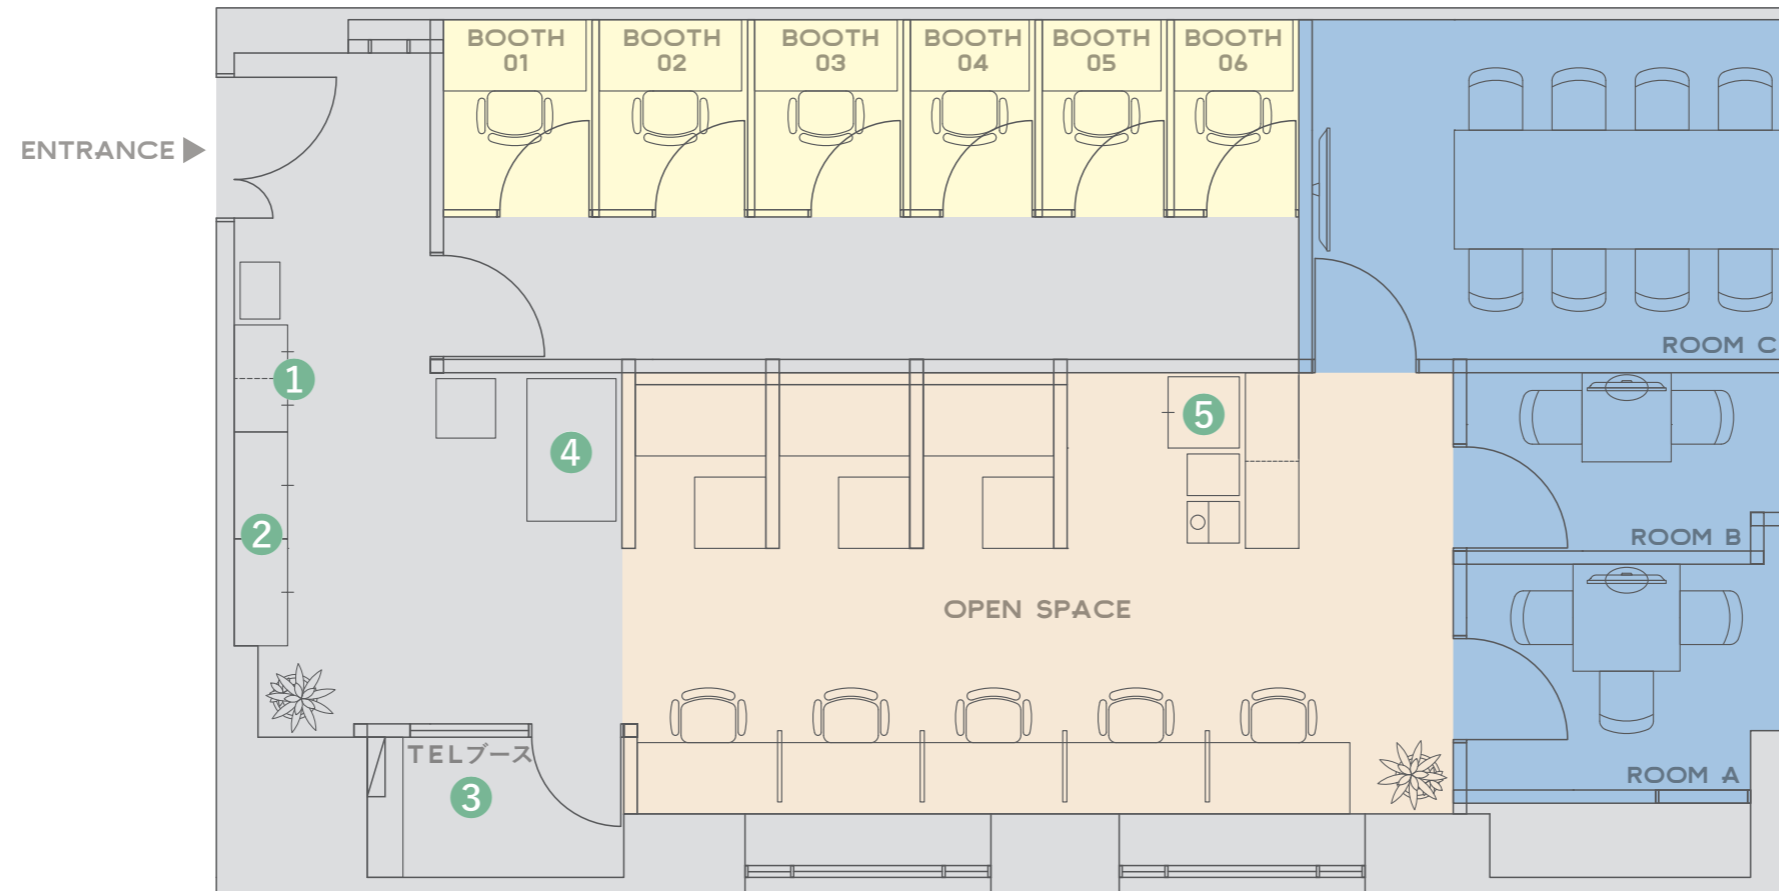 ENTRANCE ▶
BOOTH
01
BOOTH
02
BOOTH
03
BOOTH
04
BOOTH
05
BOOTH
06
ROOM C
1
4
5
2
ROOM B
OPEN SPACE
TELブース
3
ROOM A